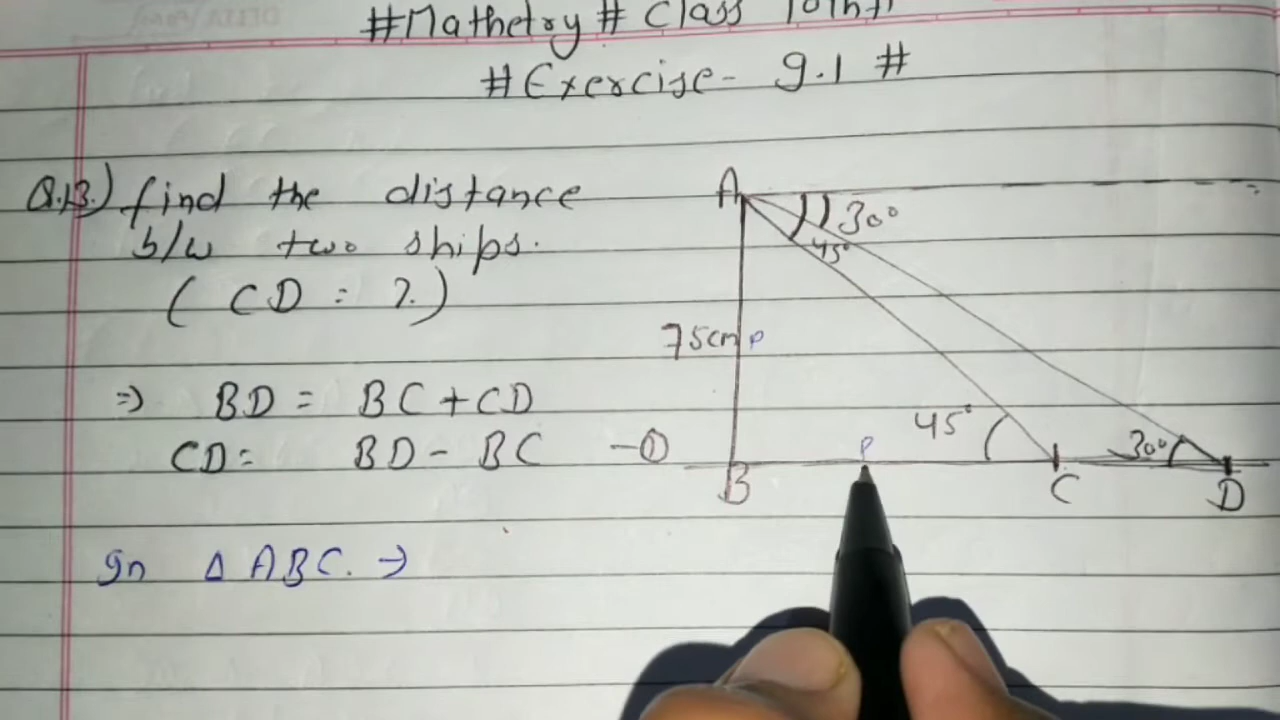 #Mathetry # Class 10th #
#Exercise- 9.1 #
Q.13.) find the distance
b/w two ships.
( CD = ?. )
⇒ BD = BC + CD
CD = BD - BC -①
In Δ ABC. →
A
30°
45°
75cm P
45°
P
30°
B
C
D